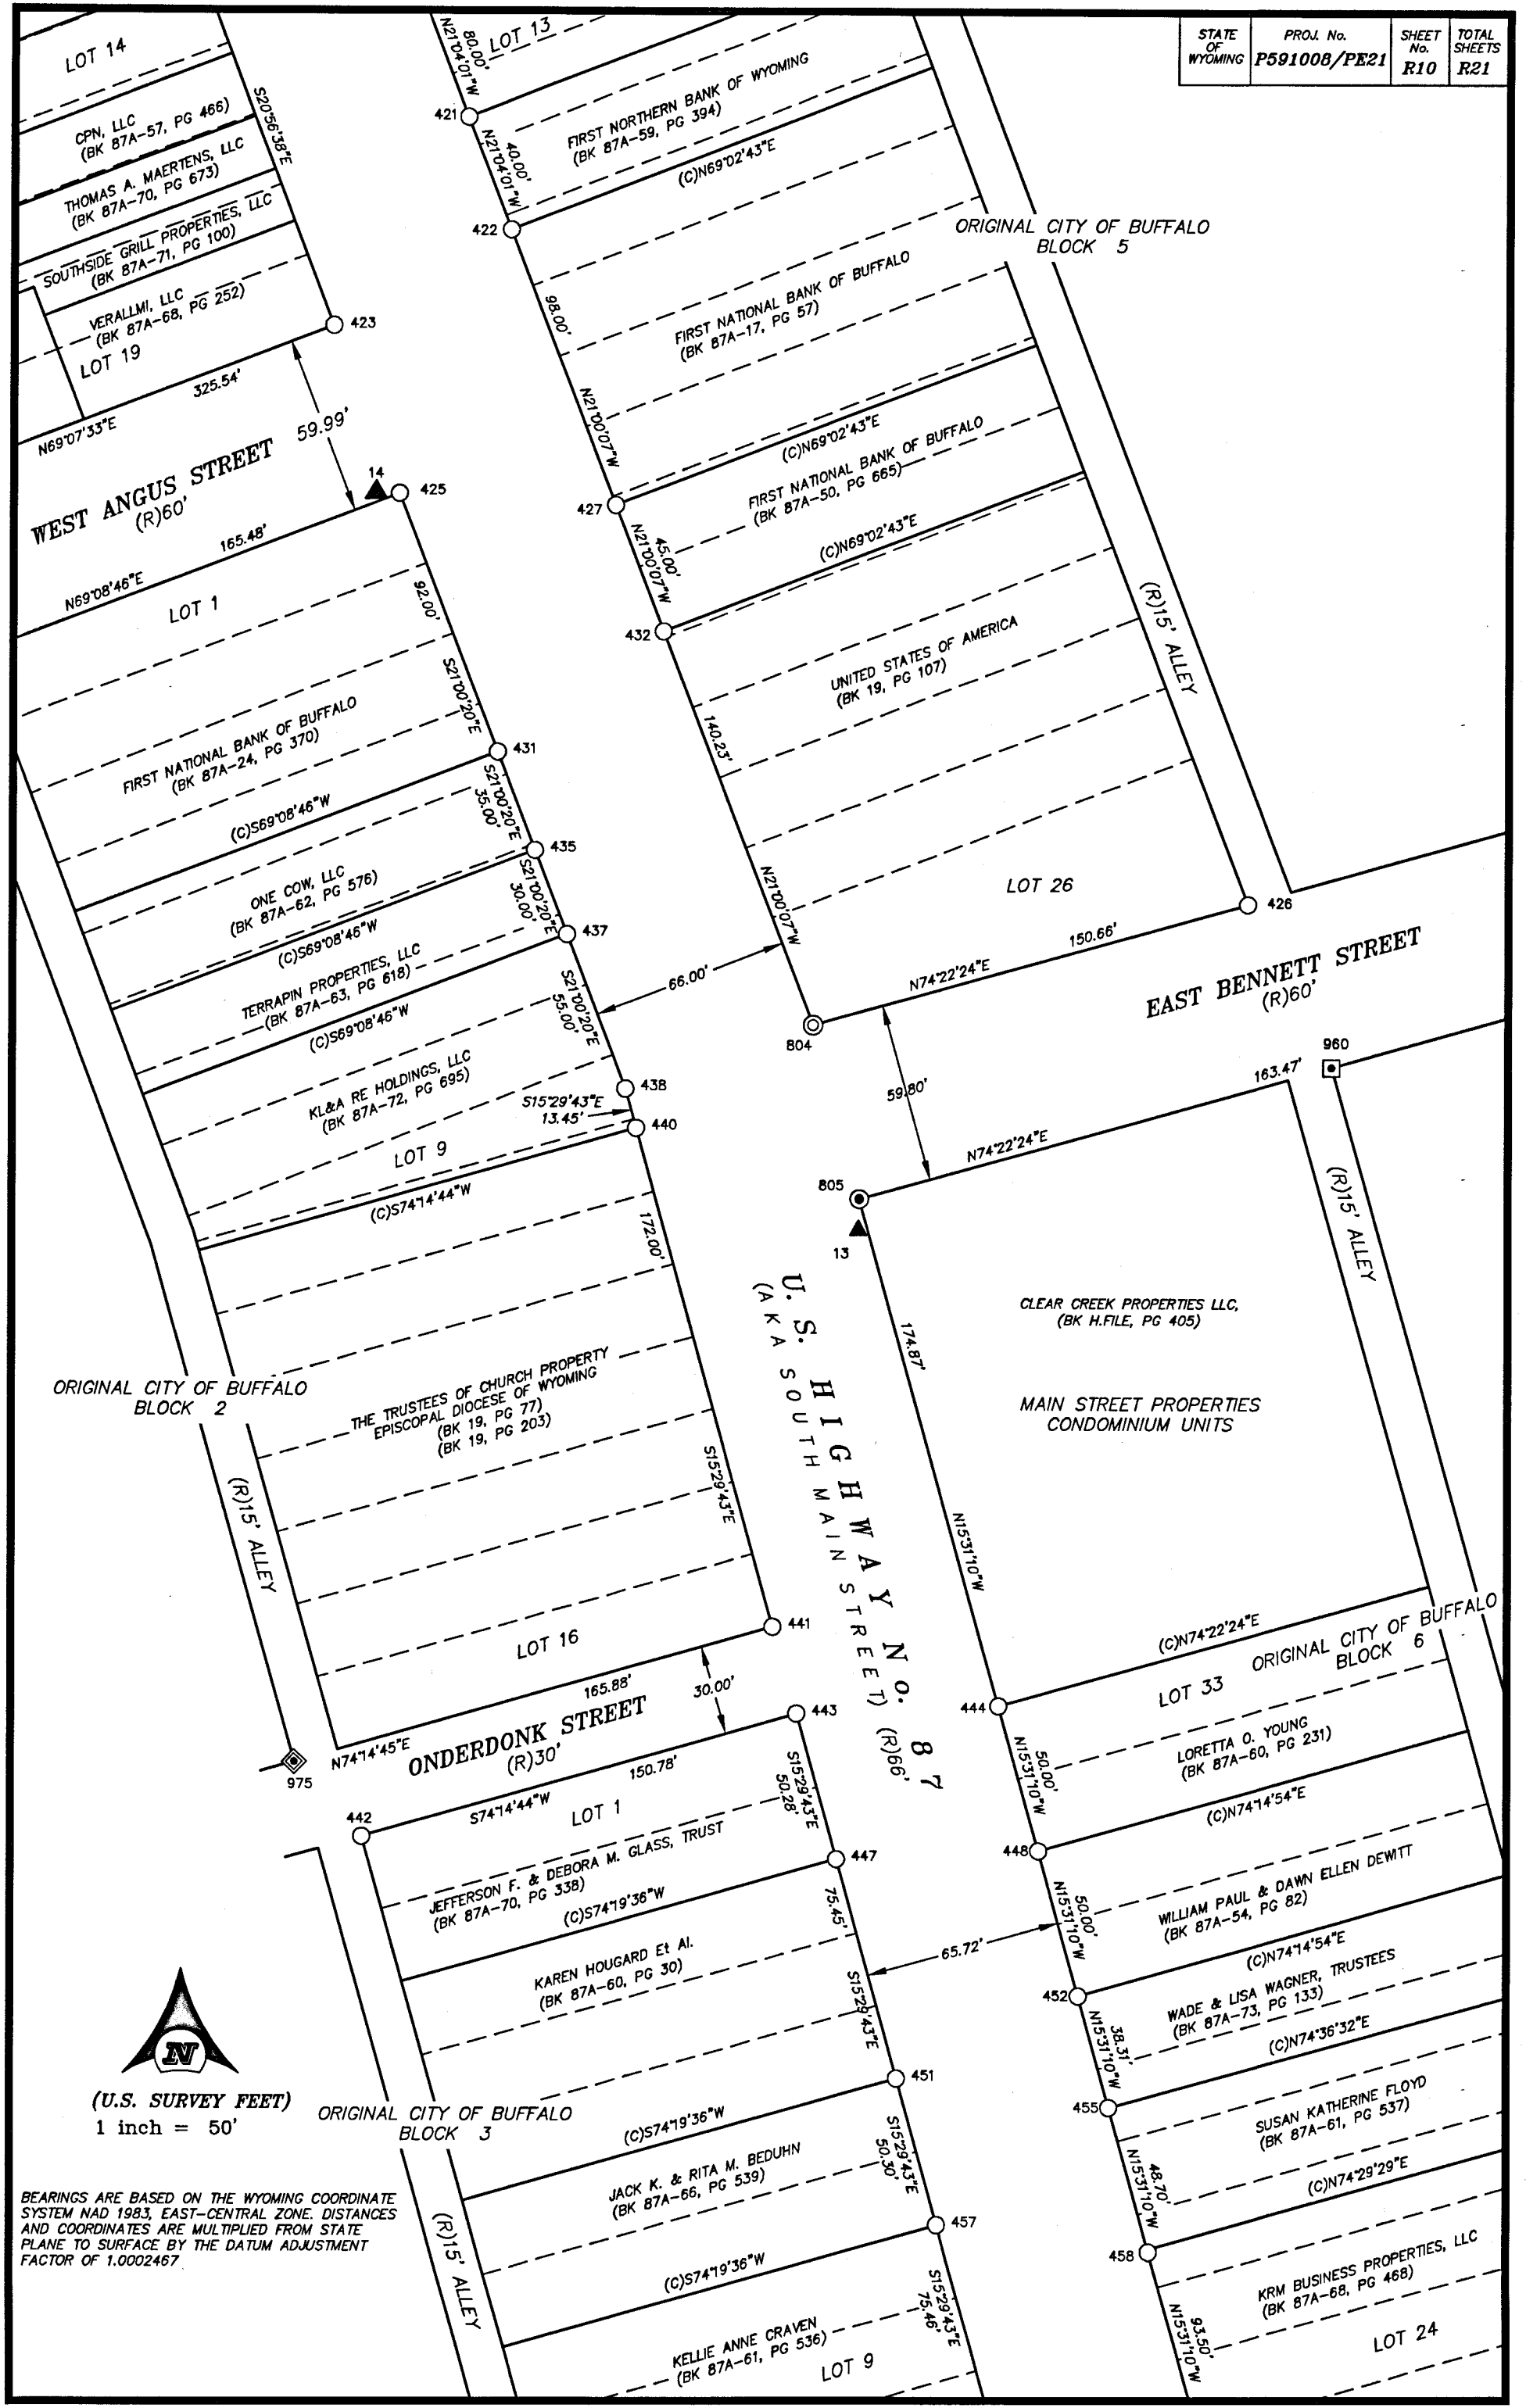 STATE
OF
WYOMING
PROJ. No.
P591008/PE21
SHEET
No.
R10
TOTAL
SHEETS
R21
LOT 14
CPN, LLC
(BK 87A-57, PG 466)
THOMAS A. MAERTENS, LLC
(BK 87A-70, PG 673)
SOUTHSIDE GRILL PROPERTIES, LLC
(BK 87A-71, PG 100)
VERALLMI, LLC
(BK 87A-68, PG 252)
LOT 19
S20°56'38"E
423
325.54'
N69°07'33"E
59.99'
WEST ANGUS STREET
(R)60'
14
425
165.48'
N69°08'46"E
80.00'
N21°04'01"W
LOT 13
421
40.00'
N21°04'01"W
FIRST NORTHERN BANK OF WYOMING
(BK 87A-59, PG 394)
(C)N69°02'43"E
422
98.00'
N21°00'07"W
FIRST NATIONAL BANK OF BUFFALO
(BK 87A-17, PG 57)
ORIGINAL CITY OF BUFFALO
BLOCK 5
(C)N69°02'43"E
427
45.00'
N21°00'07"W
FIRST NATIONAL BANK OF BUFFALO
(BK 87A-50, PG 665)
(C)N69°02'43"E
432
(R)15' ALLEY
UNITED STATES OF AMERICA
(BK 19, PG 107)
140.23'
N21°00'07"W
LOT 26
426
150.66'
N74°22'24"E
804
EAST BENNETT STREET
(R)60'
LOT 1
92.00'
S21°00'20"E
FIRST NATIONAL BANK OF BUFFALO
(BK 87A-24, PG 370)
431
(C)S69°08'46"W
S21°00'20"E
35.00'
435
ONE COW, LLC
(BK 87A-62, PG 576)
(C)S69°08'46"W
S21°00'20"E
30.00'
437
TERRAPIN PROPERTIES, LLC
(BK 87A-63, PG 618)
(C)S69°08'46"W
S21°00'20"E
55.00'
66.00'
KL&A RE HOLDINGS, LLC
(BK 87A-72, PG 695)
438
S15°29'43"E
13.45'
440
LOT 9
(C)S74°14'44"W
59.80'
960
163.47'
N74°22'24"E
805
13
(R)15' ALLEY
172.00'
S15°29'43"E
THE TRUSTEES OF CHURCH PROPERTY
EPISCOPAL DIOCESE OF WYOMING
(BK 19, PG 77)
(BK 19, PG 203)
ORIGINAL CITY OF BUFFALO
BLOCK 2
(R)15' ALLEY
U. S. HIGHWAY No. 87
(AKA SOUTH MAIN STREET) (R)66'
174.87'
N15°31'10"W
CLEAR CREEK PROPERTIES LLC,
(BK H.FILE, PG 405)
MAIN STREET PROPERTIES
CONDOMINIUM UNITS
(C)N74°22'24"E
ORIGINAL CITY OF BUFFALO
BLOCK 6
LOT 33
LOT 16
441
165.88'
N74°14'45"E
30.00'
ONDERDONK STREET
(R)30'
975
443
150.78'
S74°14'44"W
442
LOT 1
S15°29'43"E
50.28'
JEFFERSON F. & DEBORA M. GLASS, TRUST
(BK 87A-70, PG 338)
447
(C)S74°19'36"W
75.45'
S15°29'43"E
KAREN HOUGARD Et Al.
(BK 87A-60, PG 30)
451
(C)S74°19'36"W
65.72'
444
50.00'
N15°31'10"W
LORETTA O. YOUNG
(BK 87A-60, PG 231)
(C)N74°14'54"E
448
50.00'
N15°31'10"W
WILLIAM PAUL & DAWN ELLEN DEWITT
(BK 87A-54, PG 82)
(C)N74°14'54"E
452
38.31'
N15°31'10"W
WADE & LISA WAGNER, TRUSTEES
(BK 87A-73, PG 133)
(C)N74°36'32"E
455
48.70'
N15°31'10"W
SUSAN KATHERINE FLOYD
(BK 87A-61, PG 537)
(C)N74°29'29"E
458
93.50'
N15°31'10"W
KRM BUSINESS PROPERTIES, LLC
(BK 87A-68, PG 468)
LOT 24
S15°29'43"E
50.30'
JACK K. & RITA M. BEDUHN
(BK 87A-66, PG 539)
457
(C)S74°19'36"W
S15°29'43"E
75.46'
KELLIE ANNE CRAVEN
(BK 87A-61, PG 536)
LOT 9
ORIGINAL CITY OF BUFFALO
BLOCK 3
(R)15' ALLEY
N
(U.S. SURVEY FEET)
1 inch = 50'
BEARINGS ARE BASED ON THE WYOMING COORDINATE
SYSTEM NAD 1983, EAST-CENTRAL ZONE. DISTANCES
AND COORDINATES ARE MULTIPLIED FROM STATE
PLANE TO SURFACE BY THE DATUM ADJUSTMENT
FACTOR OF 1.0002467